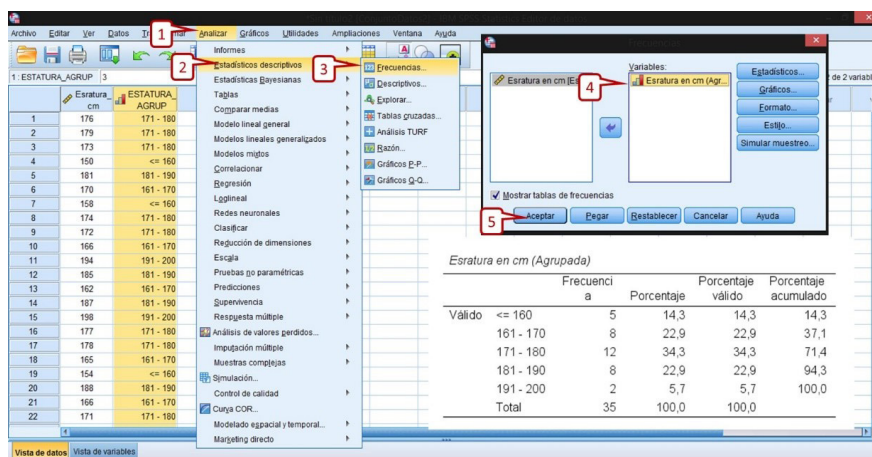 Archivo Editar Ver Datos Analizar Gráficos Utilidades Ampliaciones Ventana Ayuda
1
2
3
4
5
1 : ESTATURA_AGRUP 3
de 2 variabl
Esratura_cm ESTATURA_AGRUP
1 176 171 - 180
2 179 171 - 180
3 173 171 - 180
4 150 <= 160
5 181 181 - 190
6 170 161 - 170
7 158 <= 160
8 174 171 - 180
9 172 171 - 180
10 166 161 - 170
11 194 191 - 200
12 185 181 - 190
13 162 161 - 170
14 187 181 - 190
15 198 191 - 200
16 177 171 - 180
17 178 171 - 180
18 165 161 - 170
19 154 <= 160
20 188 181 - 190
21 166 161 - 170
22 171 171 - 180
Vista de datos Vista de variables
Informes
Estadísticos descriptivos
Estadísticas Bayesianas
Tablas
Comparar medias
Modelo lineal general
Modelos lineales generalizados
Modelos mixtos
Correlacionar
Regresión
Loglineal
Redes neuronales
Clasificar
Reducción de dimensiones
Escala
Pruebas no paramétricas
Predicciones
Supervivencia
Respuesta múltiple
Análisis de valores perdidos...
Imputación múltiple
Muestras complejas
Simulación...
Control de calidad
Curva COR...
Modelado espacial y temporal...
Marketing directo
Frecuencias...
Descriptivos...
Explorar...
Tablas cruzadas...
Análisis TURF
Razón...
Gráficos P-P...
Gráficos Q-Q...
Variables:
Esratura en cm [Es
Esratura en cm (Agr...
Estadísticos...
Gráficos...
Formato...
Estilo...
Simular muestreo...
Mostrar tablas de frecuencias
Aceptar Pegar Restablecer Cancelar Ayuda
Esratura en cm (Agrupada)
Frecuenci Porcentaje Porcentaje
a Porcentaje válido acumulado
Válido <= 160 5 14,3 14,3 14,3
161 - 170 8 22,9 22,9 37,1
171 - 180 12 34,3 34,3 71,4
181 - 190 8 22,9 22,9 94,3
191 - 200 2 5,7 5,7 100,0
Total 35 100,0 100,0